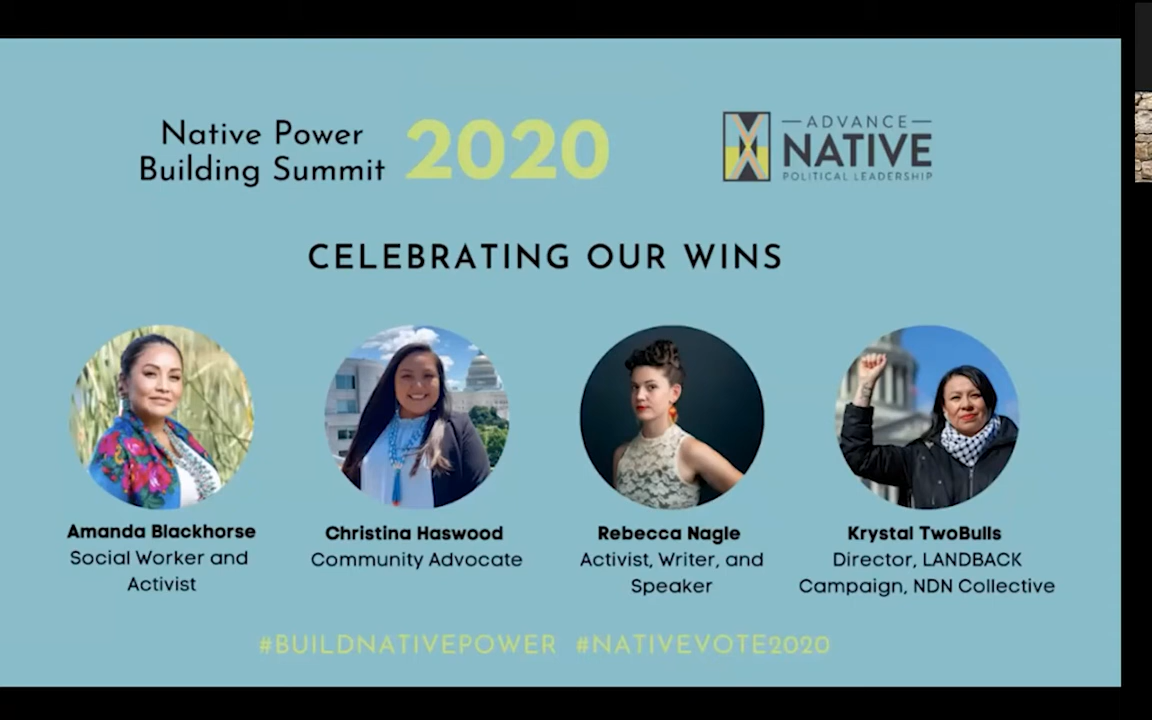 Native Power
Building Summit
2020
ADVANCE
NATIVE
POLITICAL LEADERSHIP
CELEBRATING OUR WINS
Amanda Blackhorse
Social Worker and
Activist
Christina Haswood
Community Advocate
Rebecca Nagle
Activist, Writer, and
Speaker
Krystal TwoBulls
Director, LANDBACK
Campaign, NDN Collective
#BUILDNATIVEPOWER #NATIVEVOTE2020